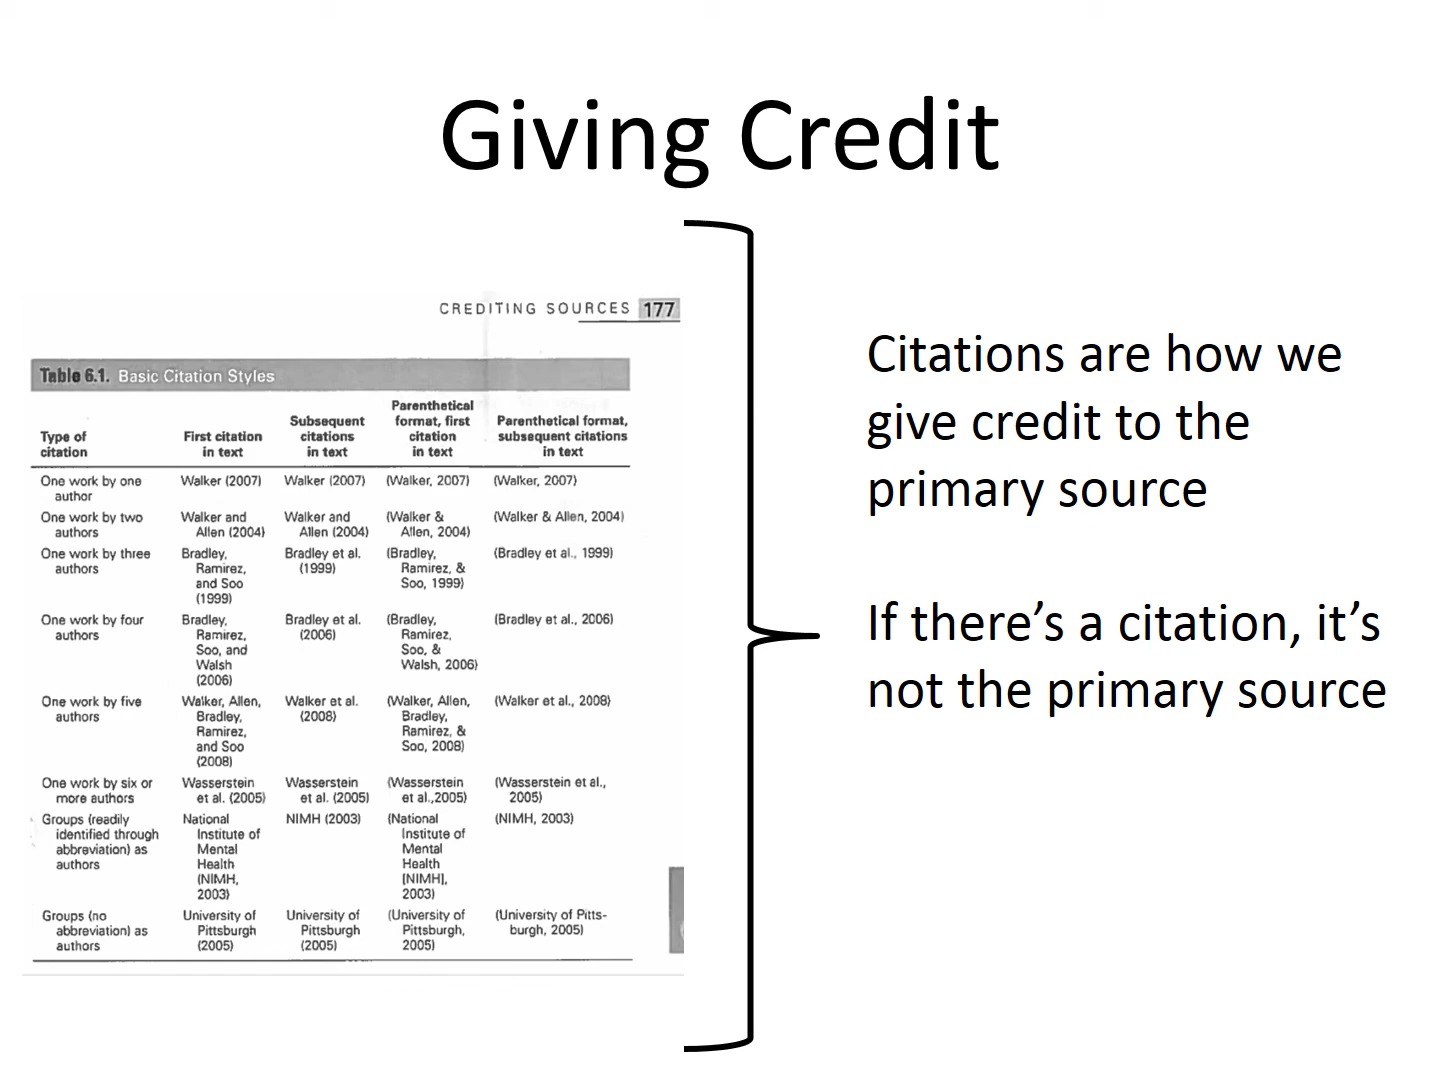 Giving Credit
CREDITING SOURCES 177
Table 6.1. Basic Citation Styles
Type of
citation
First citation
in text
Subsequent
citations
in text
Parenthetical
format, first
citation
in text
Parenthetical format,
subsequent citations
in text
One work by one
author
Walker (2007)
Walker (2007)
(Walker, 2007)
(Walker, 2007)
One work by two
authors
Walker and
Allen (2004)
Walker and
Allen (2004)
(Walker &
Allen, 2004)
(Walker & Allen, 2004)
One work by three
authors
Bradley,
Ramirez,
and Soo
(1999)
Bradley et al.
(1999)
(Bradley,
Ramirez, &
Soo, 1999)
(Bradley et al., 1999)
One work by four
authors
Bradley,
Ramirez,
Soo, and
Walsh
(2006)
Bradley et al.
(2006)
(Bradley,
Ramirez,
Soo, &
Walsh, 2006)
(Bradley et al., 2006)
One work by five
authors
Walker, Allen,
Bradley,
Ramirez,
and Soo
(2008)
Walker et al.
(2008)
(Walker, Allen,
Bradley,
Ramirez, &
Soo, 2008)
(Walker et al., 2008)
One work by six or
more authors
Wasserstein
et al. (2005)
Wasserstein
et al. (2005)
(Wasserstein
et al.,2005)
(Wasserstein et al.,
2005)
Groups (readily
identified through
abbreviation) as
authors
National
Institute of
Mental
Health
(NIMH,
2003)
NIMH (2003)
(National
Institute of
Mental
Health
[NIMH],
2003)
(NIMH, 2003)
Groups (no
abbreviation) as
authors
University of
Pittsburgh
(2005)
University of
Pittsburgh
(2005)
(University of
Pittsburgh,
2005)
(University of Pitts-
burgh, 2005)
Citations are how we
give credit to the
primary source
If there’s a citation, it’s
not the primary source